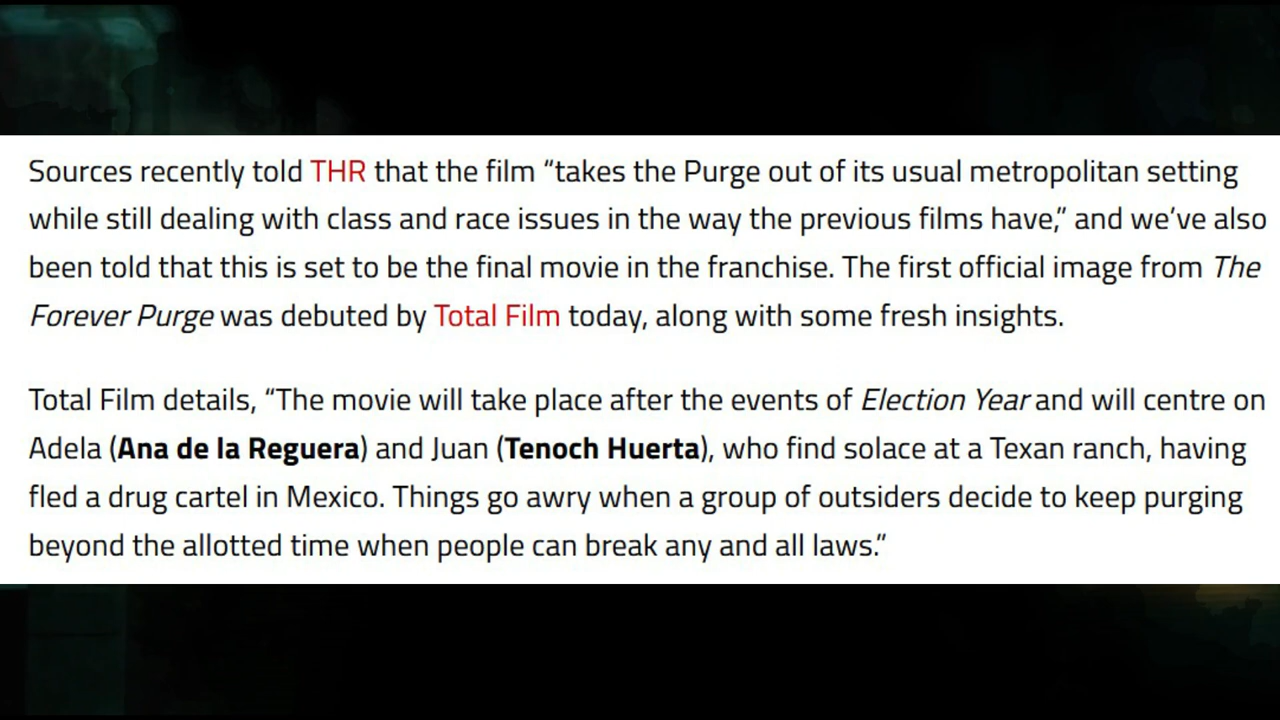 Sources recently told THR that the film “takes the Purge out of its usual metropolitan setting
while still dealing with class and race issues in the way the previous films have,” and we’ve also
been told that this is set to be the final movie in the franchise. The first official image from The
Forever Purge was debuted by Total Film today, along with some fresh insights.
Total Film details, “The movie will take place after the events of Election Year and will centre on
Adela (Ana de la Reguera) and Juan (Tenoch Huerta), who find solace at a Texan ranch, having
fled a drug cartel in Mexico. Things go awry when a group of outsiders decide to keep purging
beyond the allotted time when people can break any and all laws.”